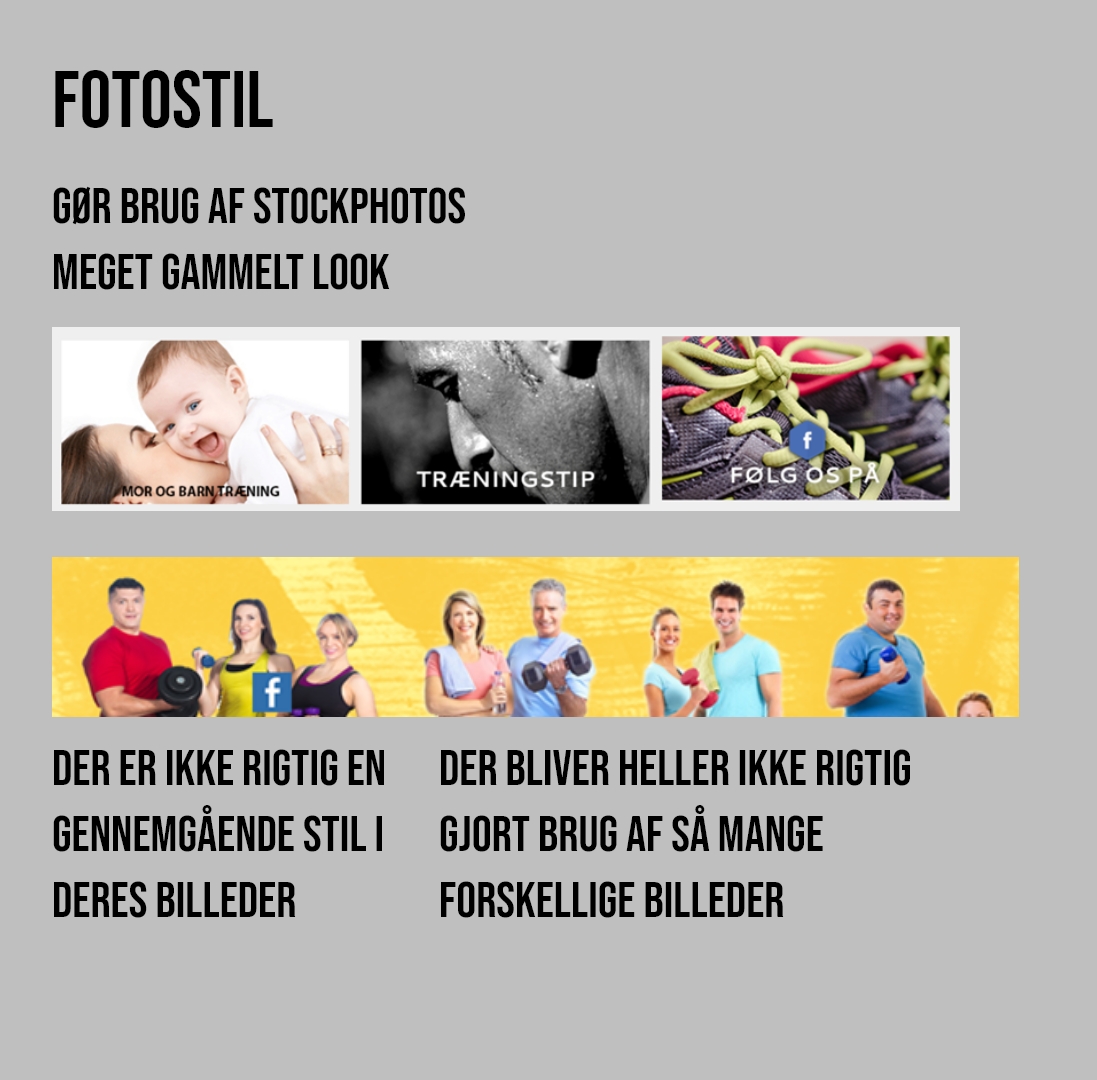 FOTOSTIL
GØR BRUG AF STOCKPHOTOS
MEGET GAMMELT LOOK
MOR OG BARN TRÆNING
TRÆNINGSTIP
f
FØLG OS PÅ
f
DER ER IKKE RIGTIG EN
GENNEMGÅENDE STIL I
DERES BILLEDER
DER BLIVER HELLER IKKE RIGTIG
GJORT BRUG AF SÅ MANGE
FORSKELLIGE BILLEDER